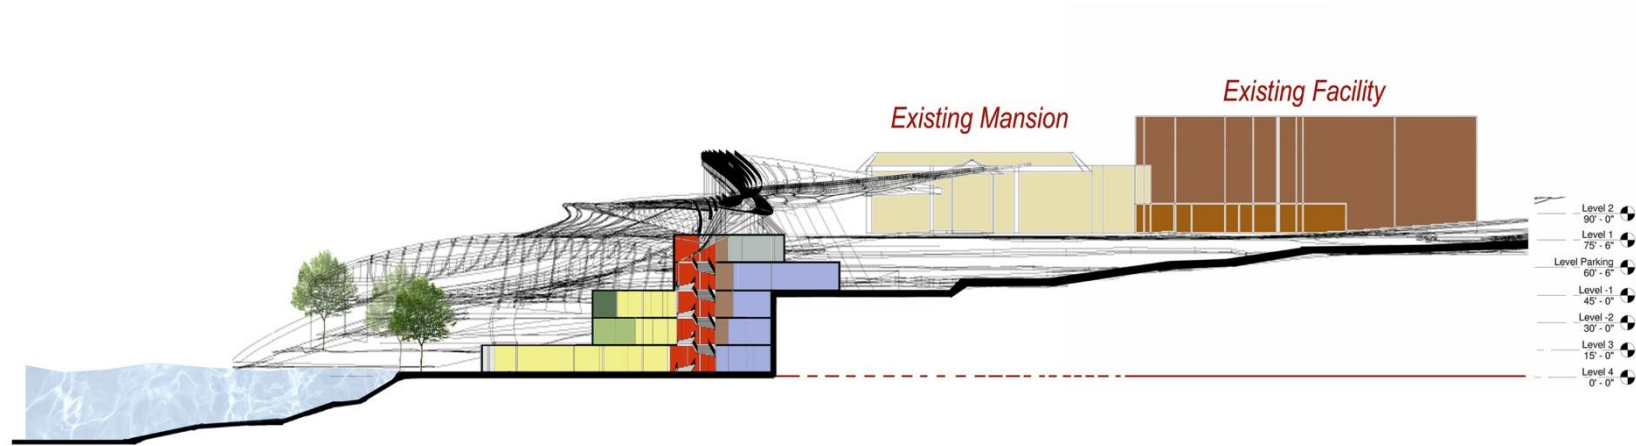 Existing Mansion
Existing Facility
Level 2
90' - 0"
Level 1
75' - 6"
Level Parking
60' - 6"
Level -1
45' - 0"
Level -2
30' - 0"
Level 3
15' - 0"
Level 4
0' - 0"